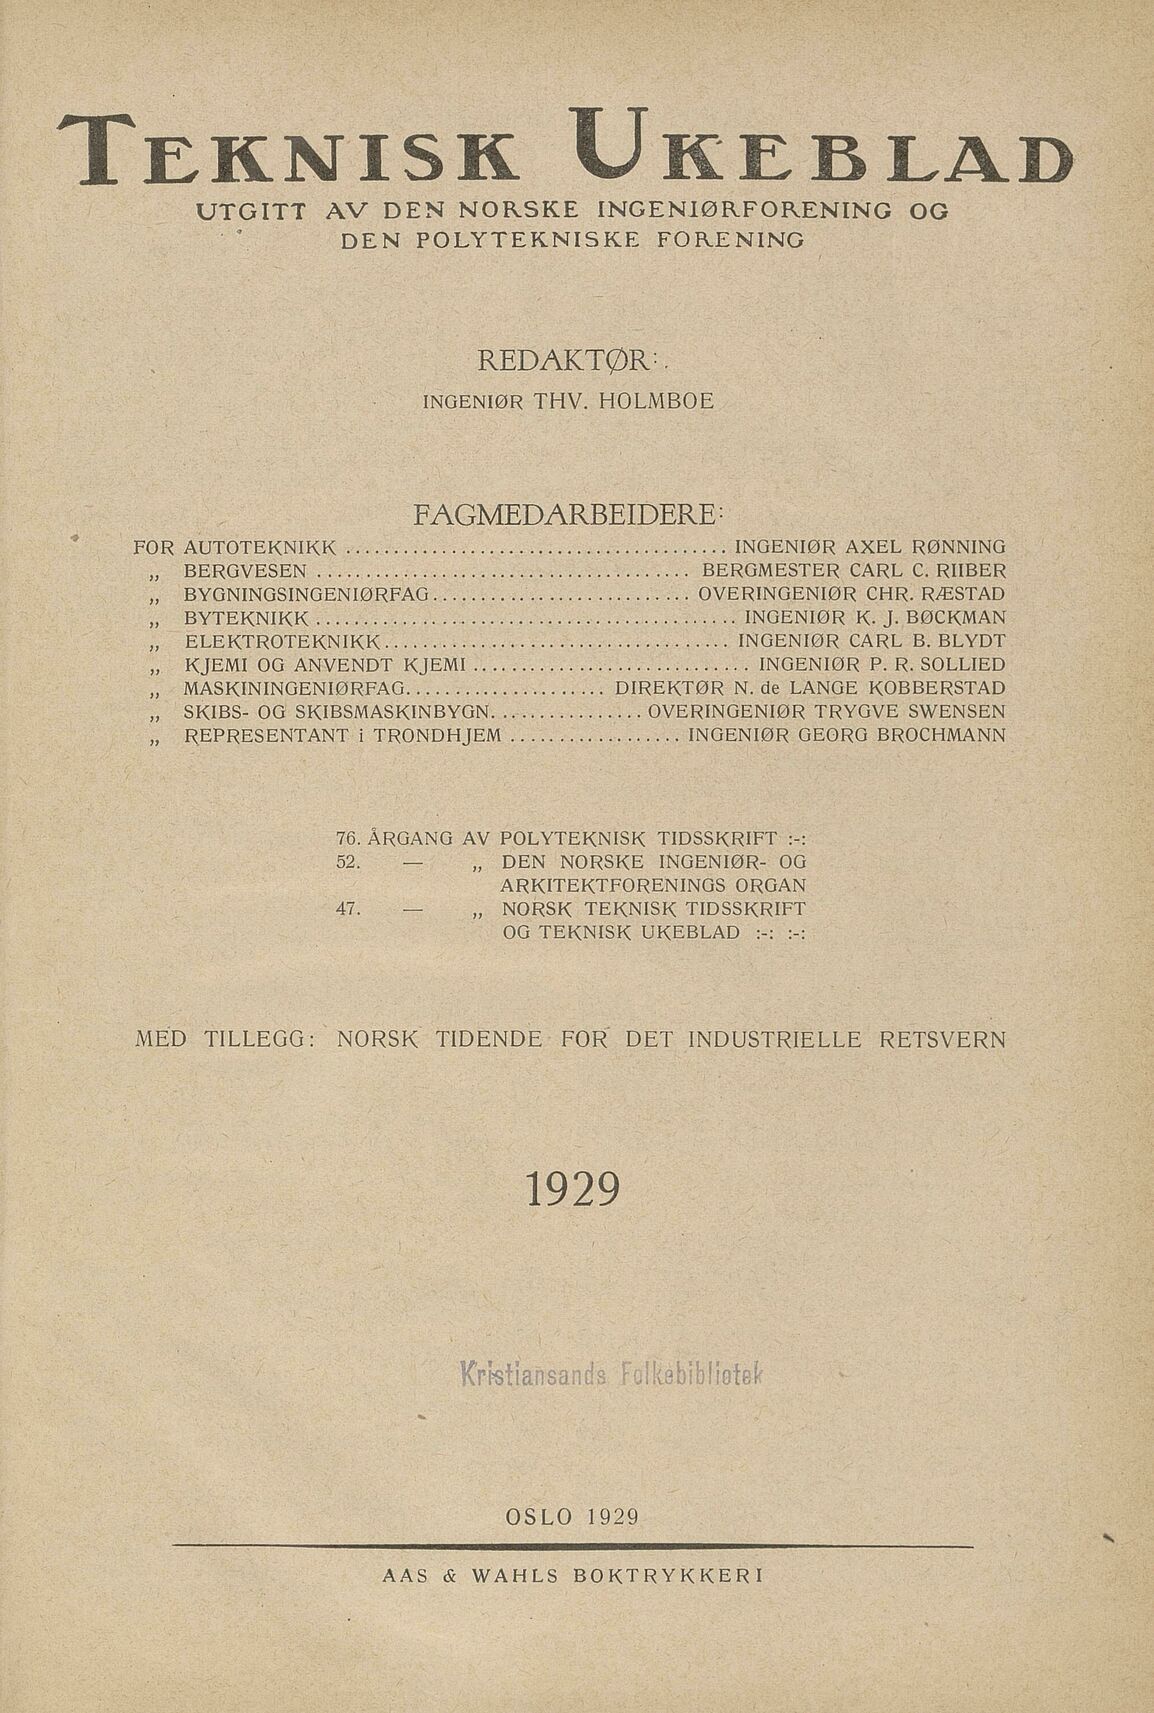 TEKNISK UKEBLAD
UTGITT AV DEN NORSKE INGENIØRFORENING OG
DEN POLYTEKNISKE FORENING
REDAKTØR:
INGENIØR THV. HOLMBOE
FAGMEDARBEIDERE:
FOR AUTOTEKNIKK ....................................... INGENIØR AXEL RØNNING
„ BERGVESEN ...................................... BERGMESTER CARL C. RIIBER
„ BYGNINGSINGENIØRFAG.......................... OVERINGENIØR CHR. RÆSTAD
„ BYTEKNIKK .......................................... INGENIØR K. J. BØCKMAN
„ ELEKTROTEKNIKK................................... INGENIØR CARL B. BLYDT
„ KJEMI OG ANVENDT KJEMI ............................ INGENIØR P. R. SOLLIED
„ MASKININGENIØRFAG.................... DIREKTØR N. de LANGE KOBBERSTAD
„ SKIBS- OG SKIBSMASKINBYGN................ OVERINGENIØR TRYGVE SWENSEN
„ REPRESENTANT i TRONDHJEM ................. INGENIØR GEORG BROCHMANN
76. ÅRGANG AV POLYTEKNISK TIDSSKRIFT :-:
52. — „ DEN NORSKE INGENIØR- OG
ARKITEKTFORENINGS ORGAN
47. — „ NORSK TEKNISK TIDSSKRIFT
OG TEKNISK UKEBLAD :-: :-:
MED TILLEGG: NORSK TIDENDE FOR DET INDUSTRIELLE RETSVERN
1929
Kristiansands Folkebibliotek
OSLO 1929
AAS & WAHLS BOKTRYKKERI